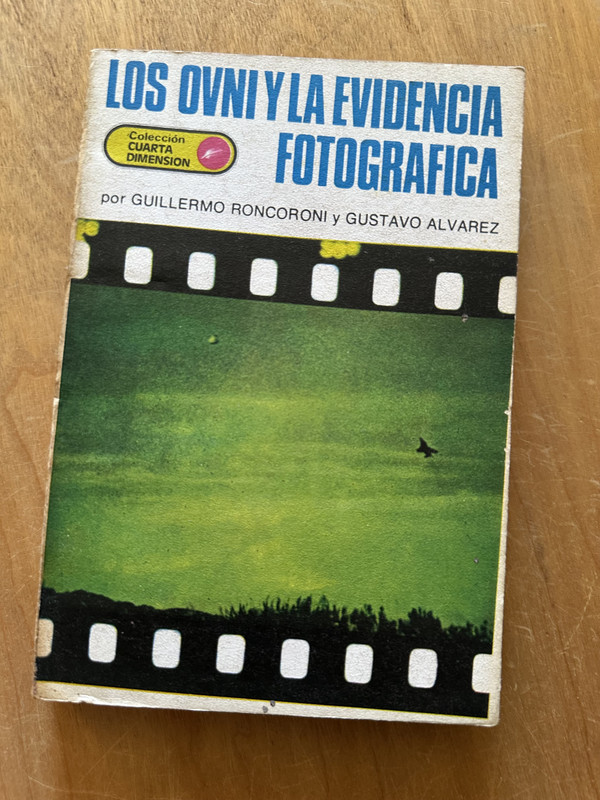 LOS OVNI Y LA EVIDENCIA
FOTOGRAFICA
Colección
CUARTA
DIMENSION
por GUILLERMO RONCORONI y GUSTAVO ALVAREZ